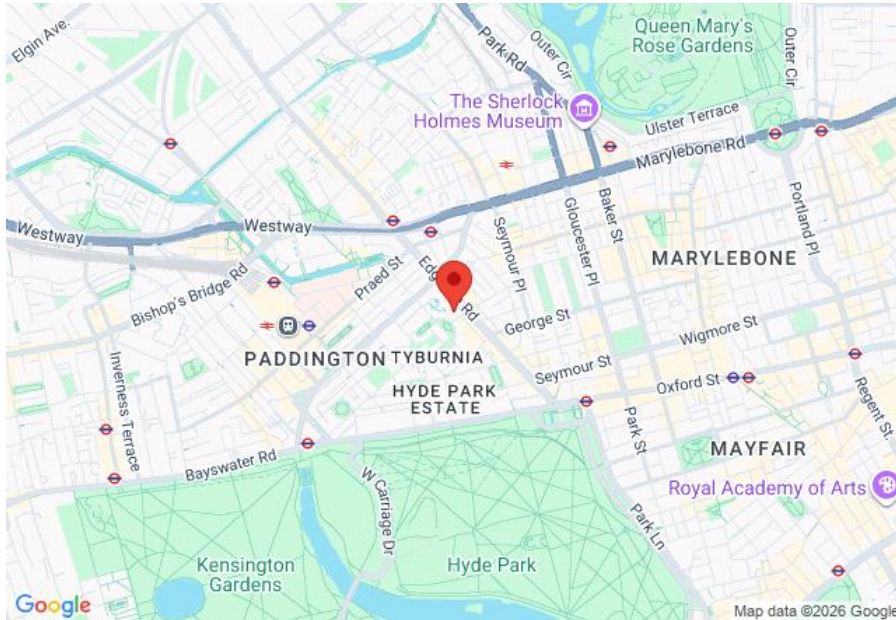 Elgin Ave.
Park Rd
Outer Cir
Queen Mary's
Rose Gardens
Outer Cir
The Sherlock
Holmes Museum
Ulster Terrace
Marylebone Rd
Westway
Westway
Bishop's Bridge Rd
Praed St
Seymour Pl
Gloucester Pl
Baker St
Portland Pl
MARYLEBONE
George St
Wigmore St
PADDINGTON
TYBURNIA
HYDE PARK
ESTATE
Seymour St
Oxford St
Inverness Terrace
Regent St.
Park St
MAYFAIR
Bayswater Rd
W Carriage Dr
Royal Academy of Arts
Park Ln
Kensington
Gardens
Hyde Park
Google
Map data ©2026 Google